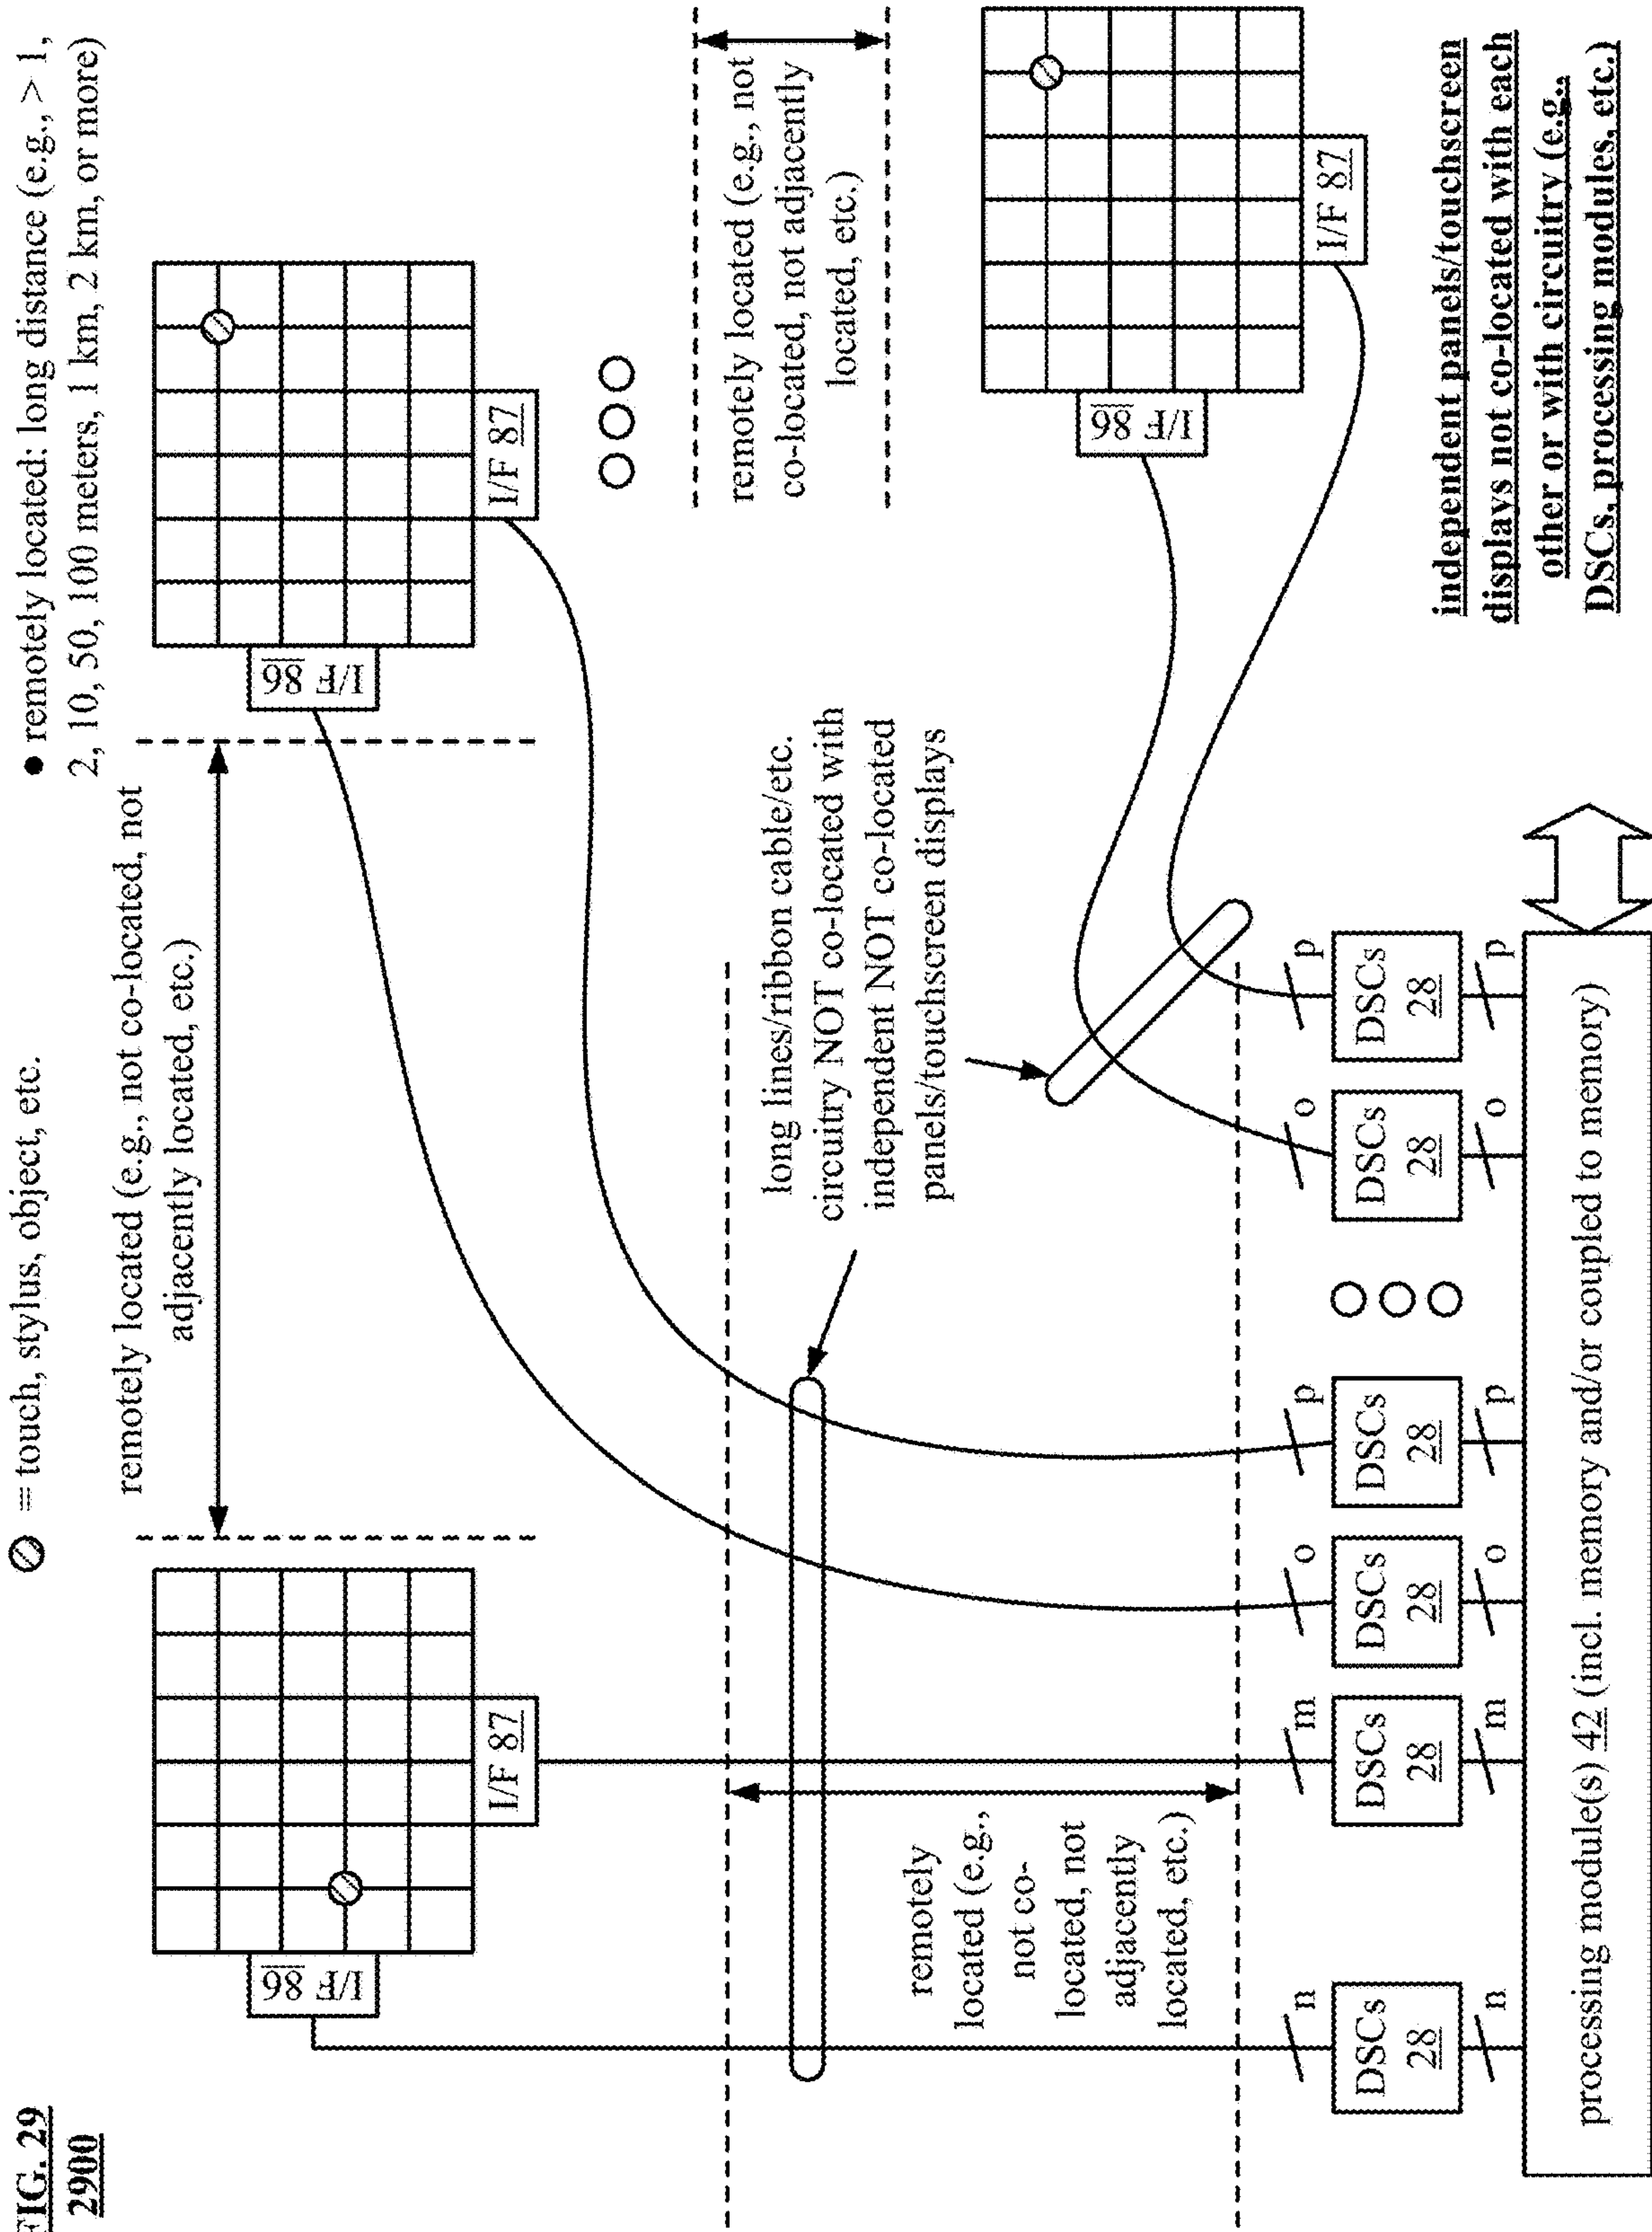 FIG. 29
2900
= touch, stylus, object, etc.
● remotely located: long distance (e.g., > 1,
2, 10, 50, 100 meters, 1 km, 2 km, or more)
remotely located (e.g., not co-located, not
adjacently located, etc.)
I/F 86
I/F 87
I/F 86
I/F 87
remotely located (e.g., not
co-located, not adjacently
located, etc.)
long lines/ribbon cable/etc.
circuitry NOT co-located with
independent NOT co-located
panels/touchscreen displays
I/F 86
I/F 87
remotely
located (e.g.,
not co-
located, not
adjacently
located, etc.)
n
m
o
p
o
p
DSCs
28
DSCs
28
DSCs
28
DSCs
28
DSCs
28
DSCs
28
n
m
o
p
o
p
processing module(s) 42 (incl. memory and/or coupled to memory)
independent panels/touchscreen
displays not co-located with each
other or with circuitry (e.g.,
DSCs, processing modules, etc.)